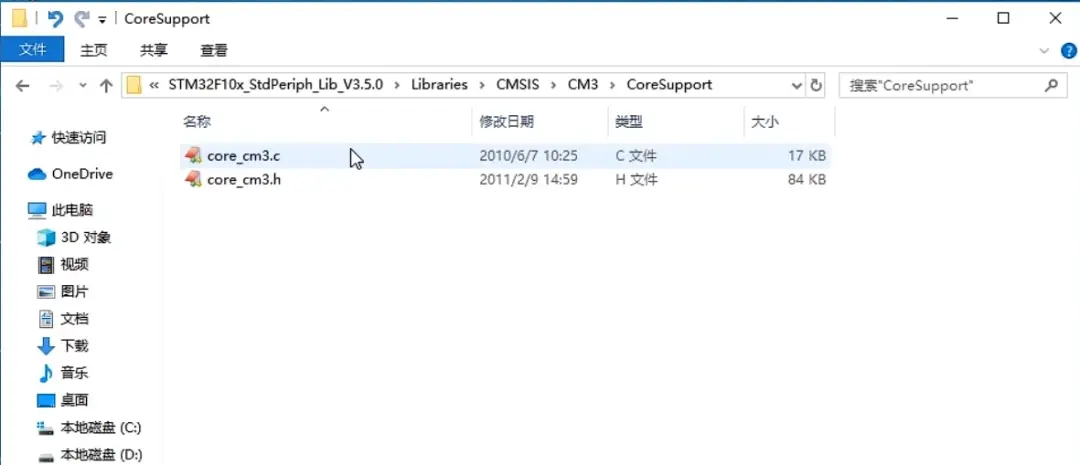 CoreSupport
文件 主页 共享 查看
« STM32F10x_StdPeriph_Lib_V3.5.0 › Libraries › CMSIS › CM3 › CoreSupport 搜索"CoreSupport"
名称 修改日期 类型 大小
快速访问
core_cm3.c 2010/6/7 10:25 C 文件 17 KB
OneDrive
core_cm3.h 2011/2/9 14:59 H 文件 84 KB
此电脑
3D 对象
视频
图片
文档
下载
音乐
桌面
本地磁盘 (C:)
本地磁盘 (D:)